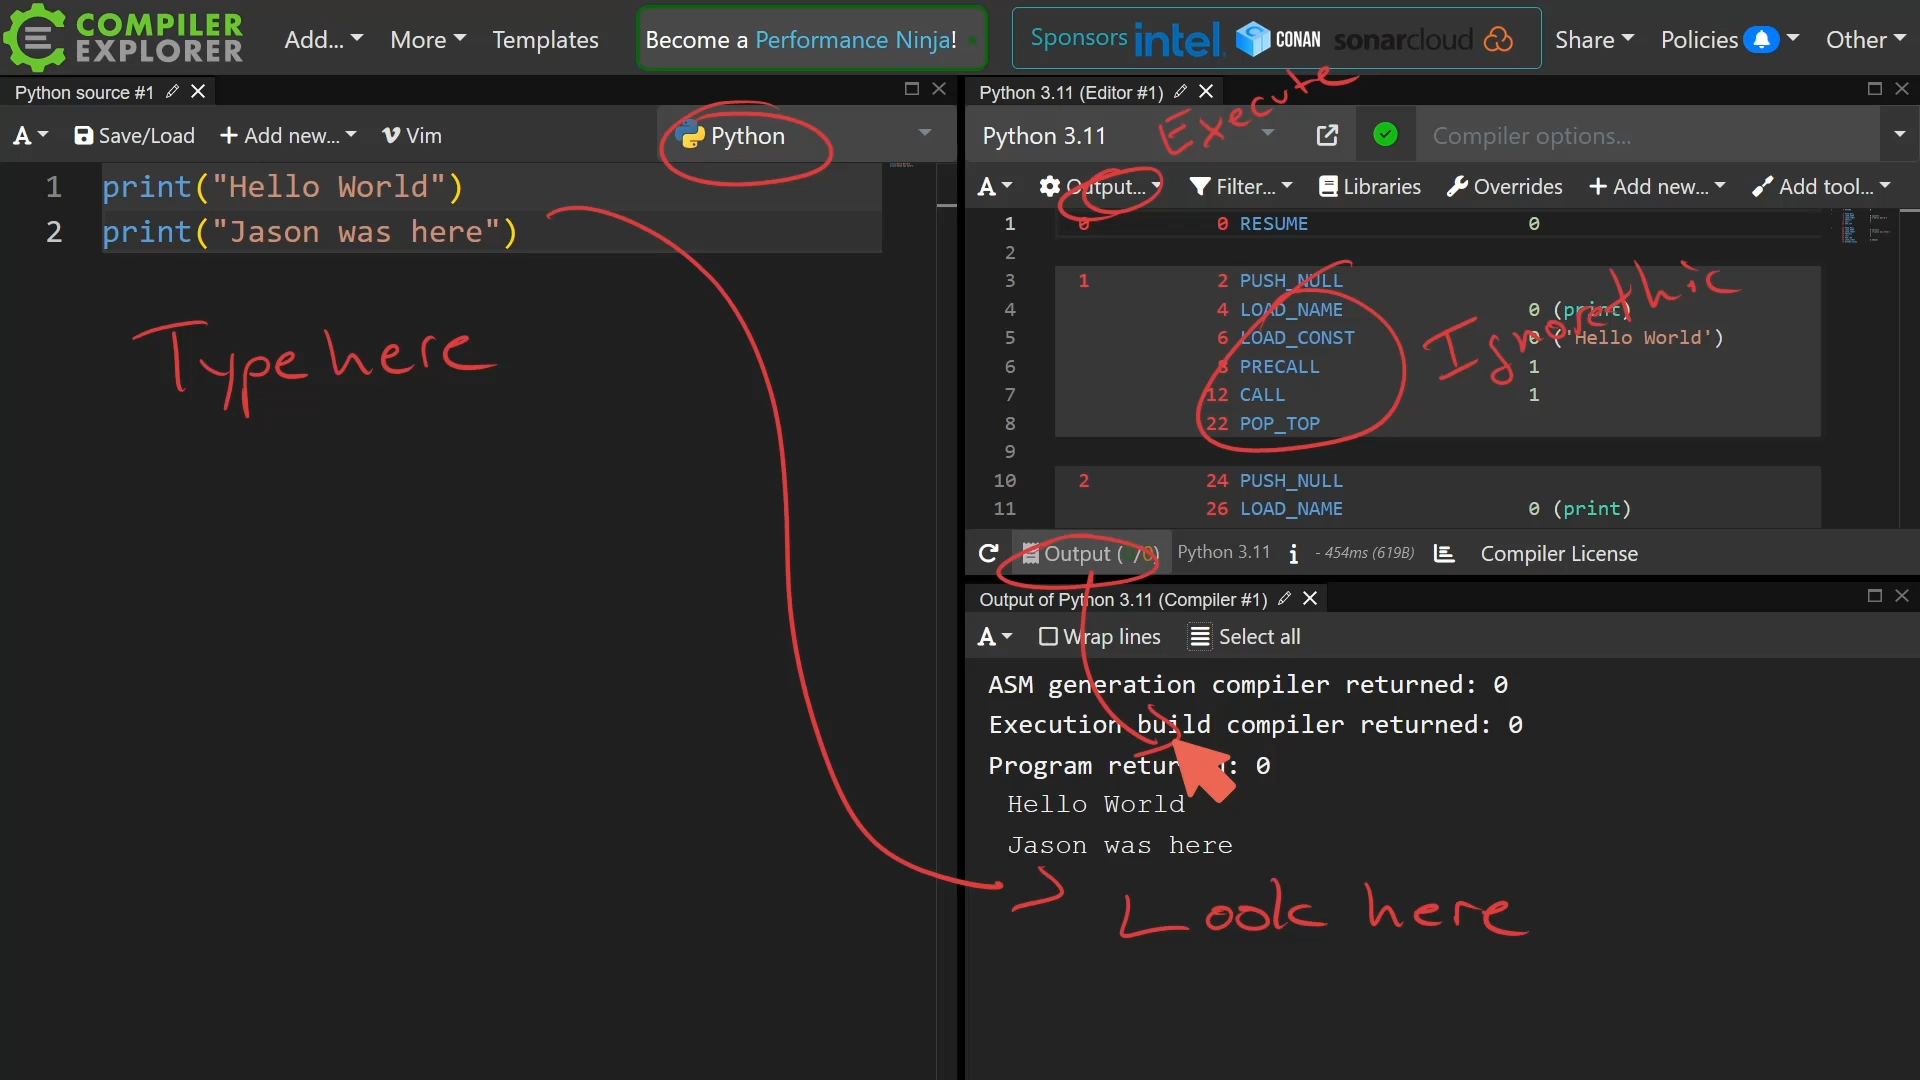 COMPILER
EXPLORER
Add...
More
Templates
Become a Performance Ninja!
Sponsors intel. CONAN sonarcloud
Share
Policies
Other
Python source #1
A Save/Load + Add new... Vim
Python
1 print("Hello World")
2 print("Jason was here")
Type here
Python 3.11 (Editor #1)
Execute
Python 3.11
Compiler options...
A Output... Filter... Libraries Overrides + Add new... Add tool...
1 0 0 RESUME 0
2
3 1 2 PUSH_NULL
4 4 LOAD_NAME 0 (print)
5 6 LOAD_CONST 0 ('Hello World')
6 8 PRECALL 1
7 12 CALL 1
8 22 POP_TOP
9
10 2 24 PUSH_NULL
11 26 LOAD_NAME 0 (print)
Ignore thic
Output ( /0) Python 3.11 i - 454ms (619B) Compiler License
Output of Python 3.11 (Compiler #1)
A Wrap lines Select all
ASM generation compiler returned: 0
Execution build compiler returned: 0
Program returned: 0
Hello World
Jason was here
Look here